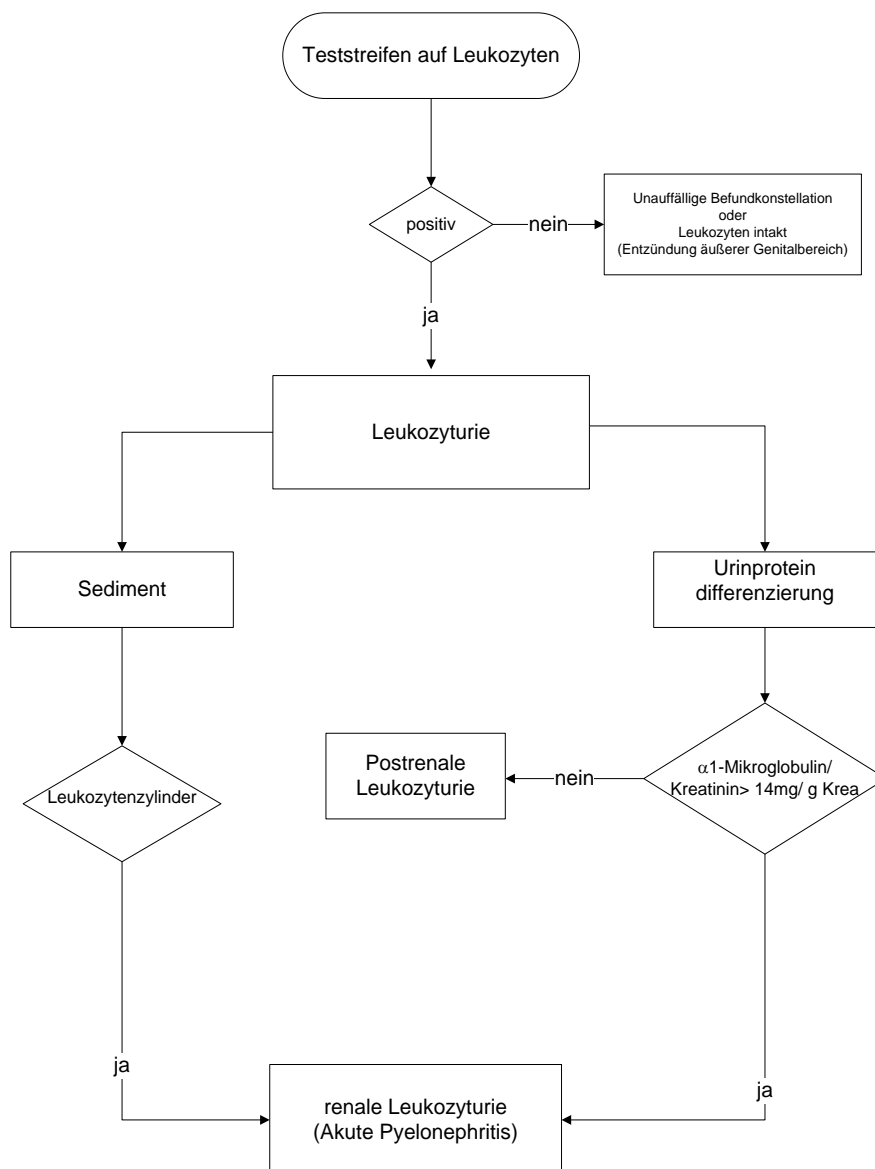 Teststreifen auf Leukozyten
positiv
nein
Unauffällige Befundkonstellation
oder
Leukozyten intakt
(Entzündung äußerer Genitalbereich)
ja
Leukozyturie
Sediment
Urinprotein
differenzierung
Leukozytenzylinder
Postrenale
Leukozyturie
nein
α1-Mikroglobulin/
Kreatinin> 14mg/ g Krea
ja
ja
renale Leukozyturie
(Akute Pyelonephritis)